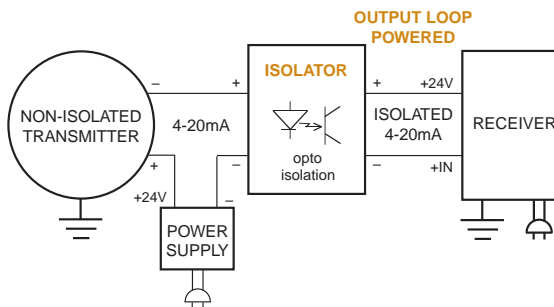 OUTPUT LOOP
POWERED
ISOLATOR
– + + +24V
NON-ISOLATED
TRANSMITTER
4-20mA
ISOLATED
4-20mA
RECEIVER
opto
isolation
+ – – +IN
+24V –
POWER
SUPPLY